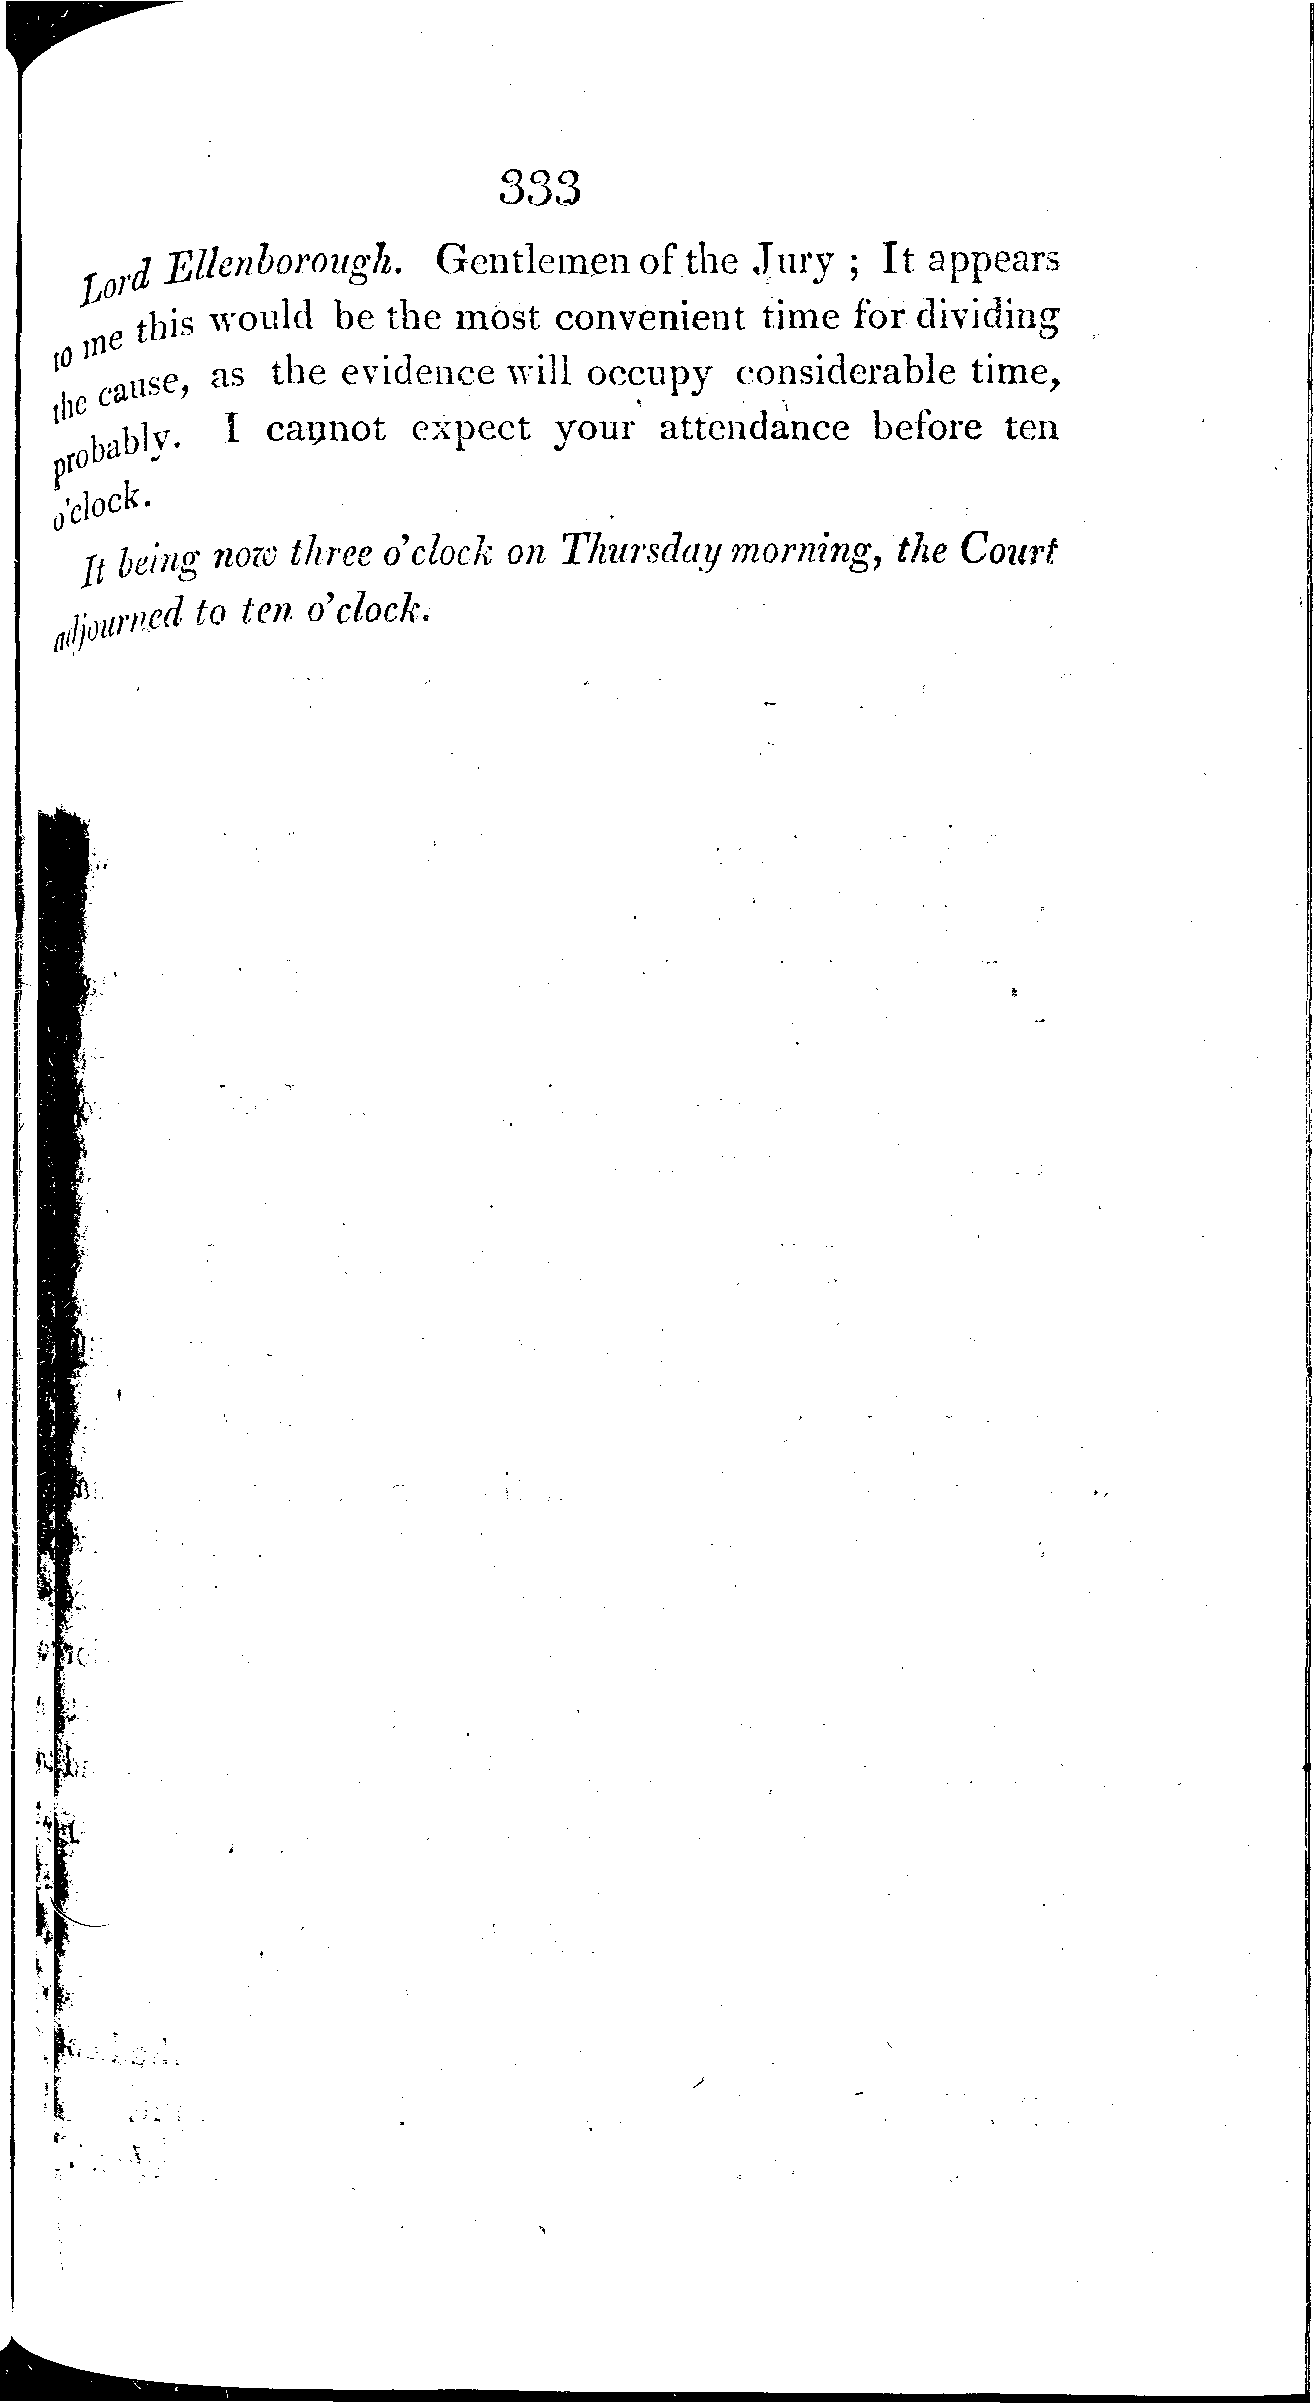 333
Lord Ellenborough. Gentlemen of the Jury ; It appears
to me this would be the most convenient time for dividing
the cause, as the evidence will occupy considerable time,
probably. I cannot expect your attendance before ten
o'clock.
It being now three o'clock on Thursday morning, the Court
adjourned to ten o'clock.